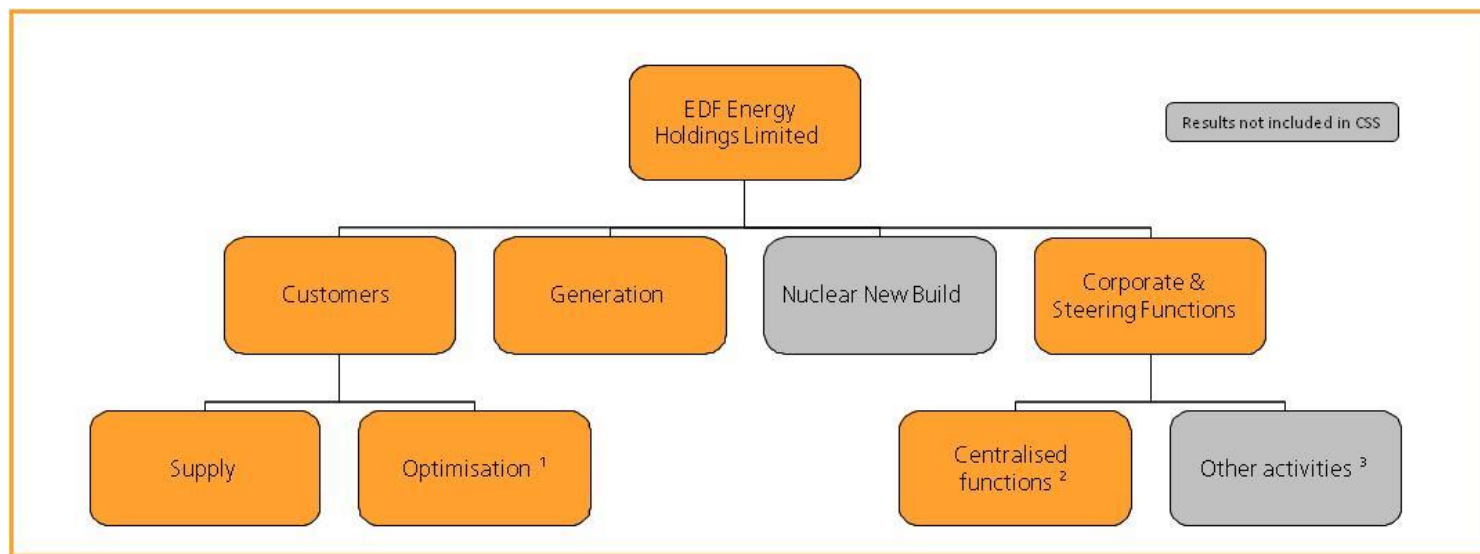 EDF Energy
Holdings Limited
Results not included in CSS
Customers
Generation
Nuclear New Build
Corporate &
Steering Functions
Supply
Optimisation ¹
Centralised
functions ²
Other activities ³